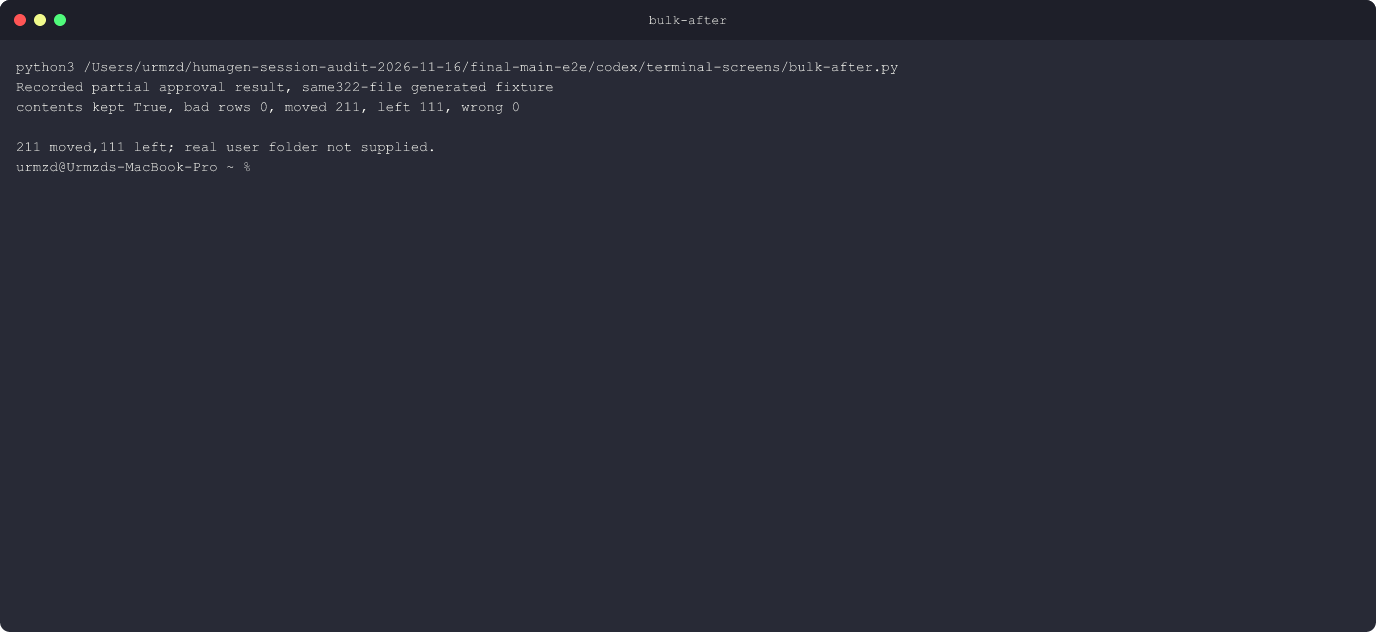 bulk-after
python3 /Users/urmzd/humagen-session-audit-2026-11-16/final-main-e2e/codex/terminal-screens/bulk-after.py
Recorded partial approval result, same322-file generated fixture
contents kept True, bad rows 0, moved 211, left 111, wrong 0
211 moved,111 left; real user folder not supplied.
urmzd@Urmzds-MacBook-Pro ~ %